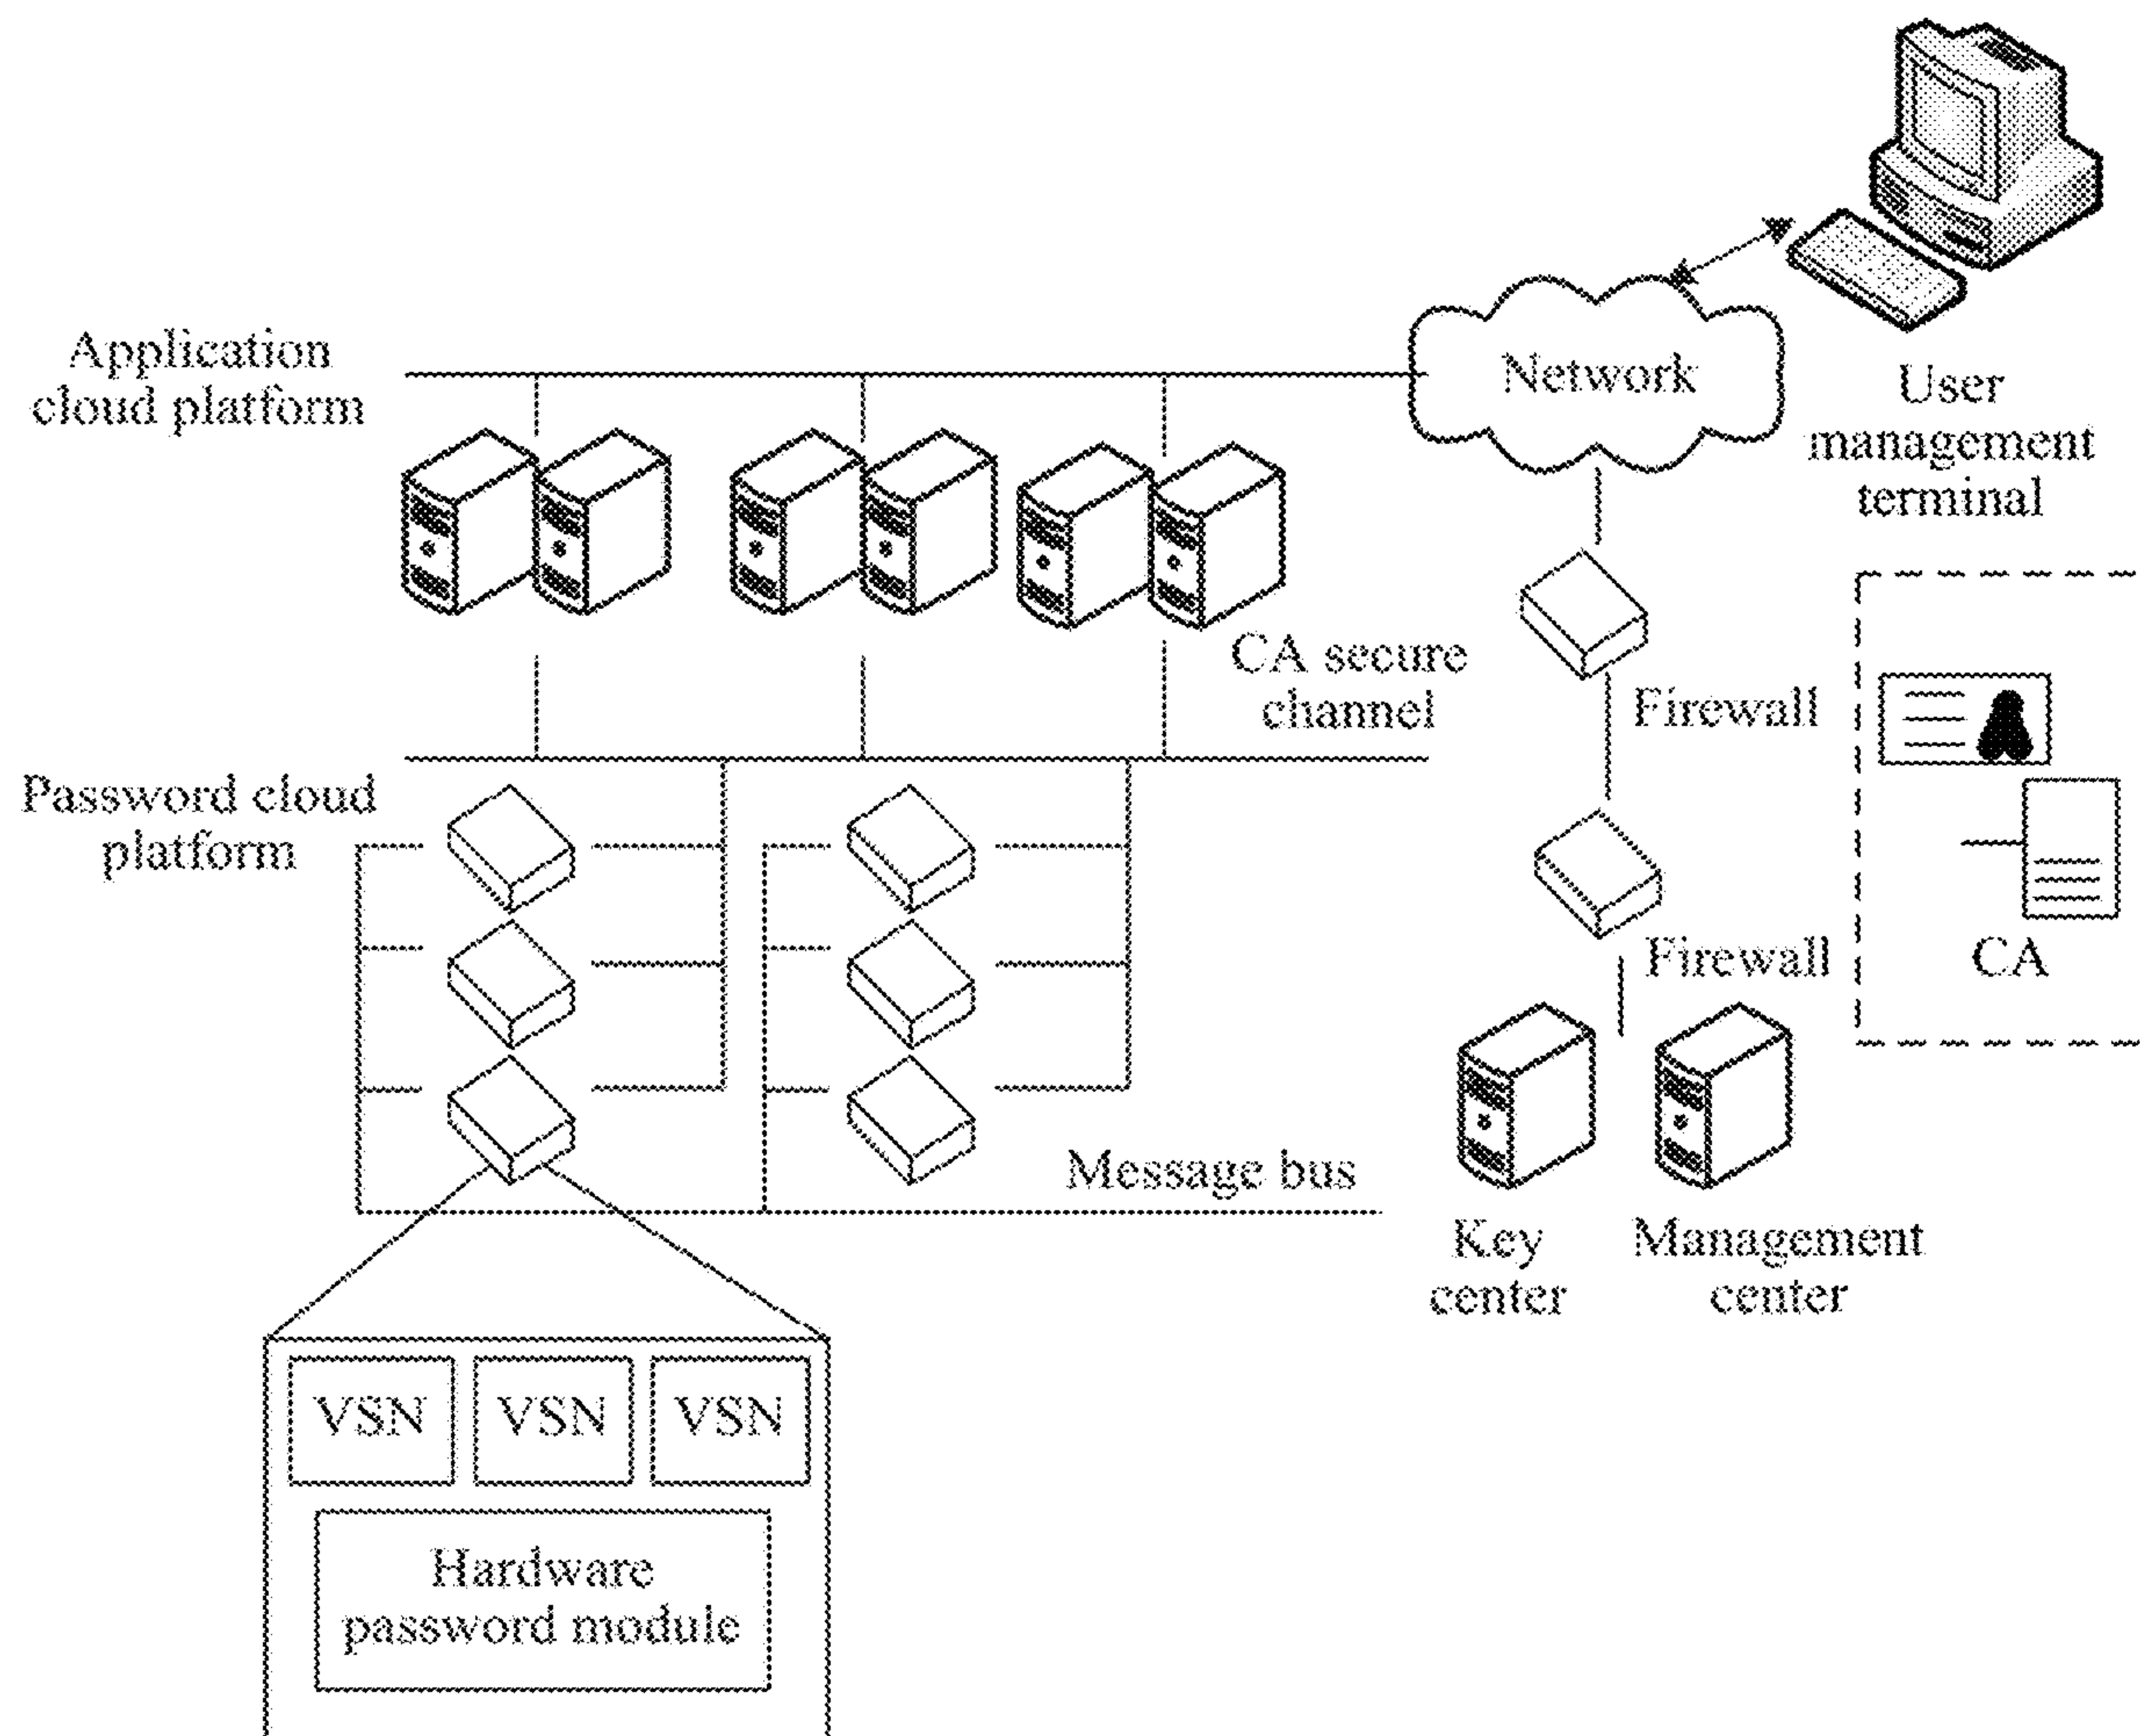 Application
cloud platform
Network
User
management
terminal
CA secure
channel
Firewall
Password cloud
platform
Firewall
CA
Message bus
Key
center
Management
center
VSN
VSN
VSN
Hardware
password module